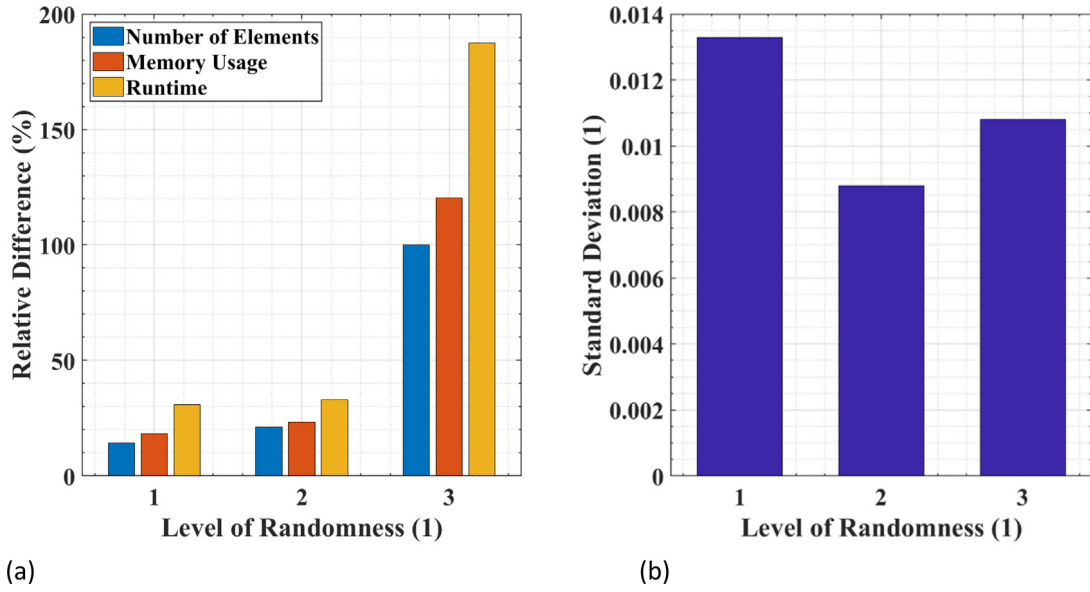 200
150
100
50
0
Relative Difference (%)
Number of Elements
Memory Usage
Runtime
1 2 3
Level of Randomness (1)
(a)
0.014
0.012
0.01
0.008
0.006
0.004
0.002
0
Standard Deviation (1)
1 2 3
Level of Randomness (1)
(b)